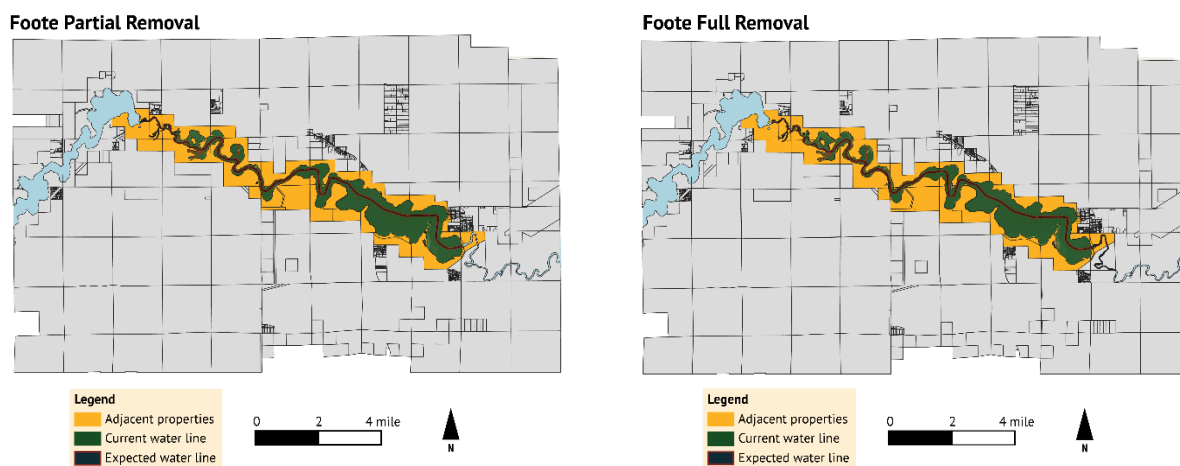 Foote Partial Removal
Legend
Adjacent properties
Current water line
Expected water line
0 2 4 mile
N
Foote Full Removal
Legend
Adjacent properties
Current water line
Expected water line
0 2 4 mile
N